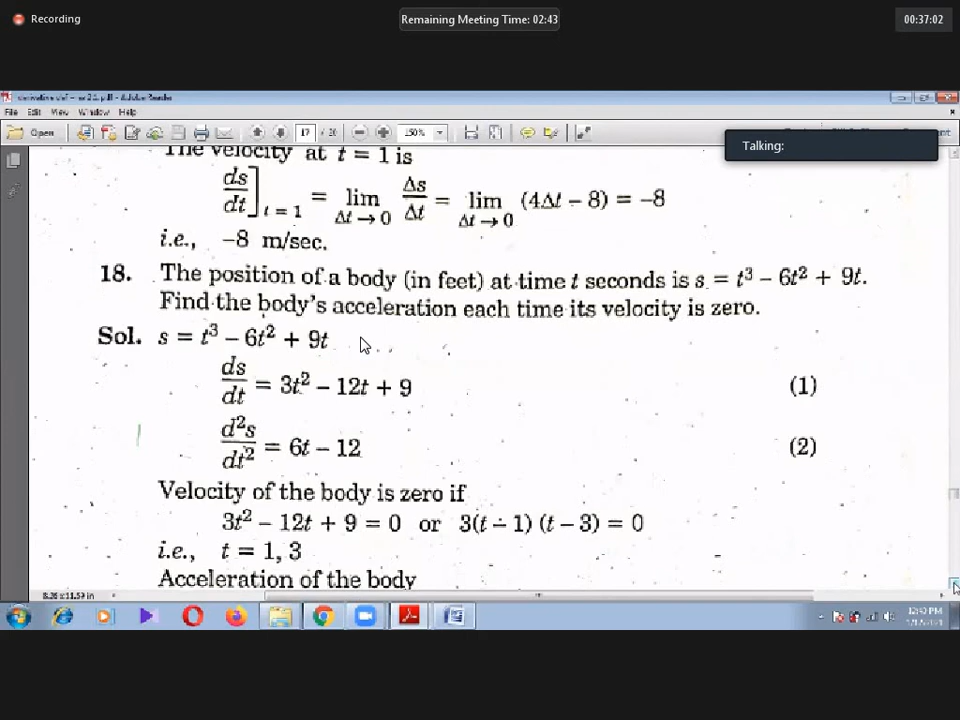 Recording
Remaining Meeting Time: 02:43
00:37:02
File Edit View Window Help
Open 17 / 20 150%
Talking:
The velocity at t = 1 is
ds/dt]ₜ₌₁ = lim Δt→0 Δs/Δt = lim Δt→0 (4Δt – 8) = –8
i.e., –8 m/sec.
18. The position of a body (in feet) at time t seconds is s = t³ – 6t² + 9t.
Find the body's acceleration each time its velocity is zero.
Sol. s = t³ – 6t² + 9t
ds/dt = 3t² – 12t + 9 (1)
d²s/dt² = 6t – 12 (2)
Velocity of the body is zero if
3t² – 12t + 9 = 0 or 3(t – 1) (t – 3) = 0
i.e., t = 1, 3
Acceleration of the body
8.26 x 11.69 in